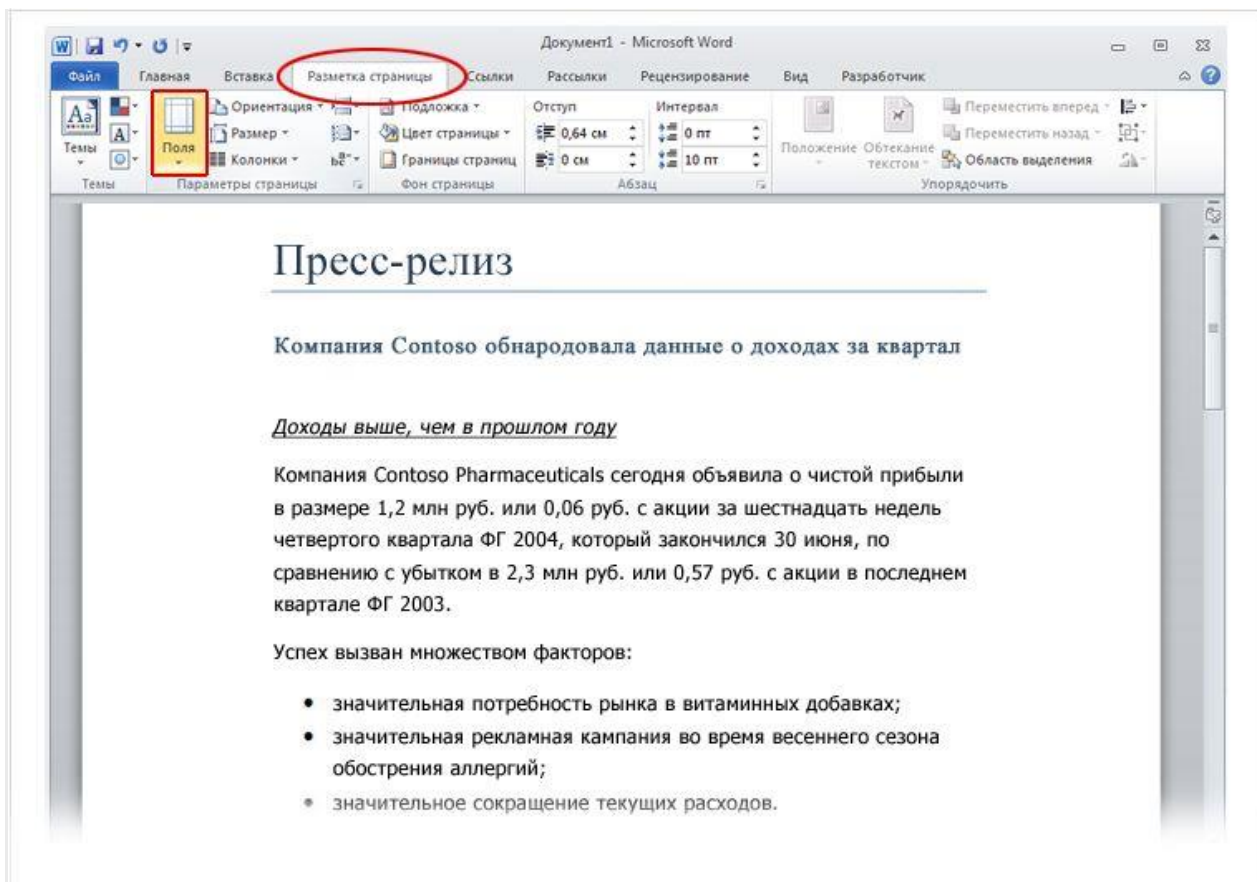 Документ1 - Microsoft Word
Файл Главная Вставка Разметка страницы Ссылки Рассылки Рецензирование Вид Разработчик
Темы
Поля
Ориентация
Размер
Колонки
Подложка
Цвет страницы
Границы страниц
Отступ
0,64 см
0 см
Интервал
0 пт
10 пт
Положение
Обтекание
текстом
Переместить вперед
Переместить назад
Область выделения
Темы Параметры страницы Фон страницы Абзац Упорядочить
Пресс-релиз
Компания Contoso обнародовала данные о доходах за квартал
Доходы выше, чем в прошлом году
Компания Contoso Pharmaceuticals сегодня объявила о чистой прибыли
в размере 1,2 млн руб. или 0,06 руб. с акции за шестнадцать недель
четвертого квартала ФГ 2004, который закончился 30 июня, по
сравнению с убытком в 2,3 млн руб. или 0,57 руб. с акции в последнем
квартале ФГ 2003.
Успех вызван множеством факторов:
• значительная потребность рынка в витаминных добавках;
• значительная рекламная кампания во время весеннего сезона
обострения аллергий;
• значительное сокращение текущих расходов.